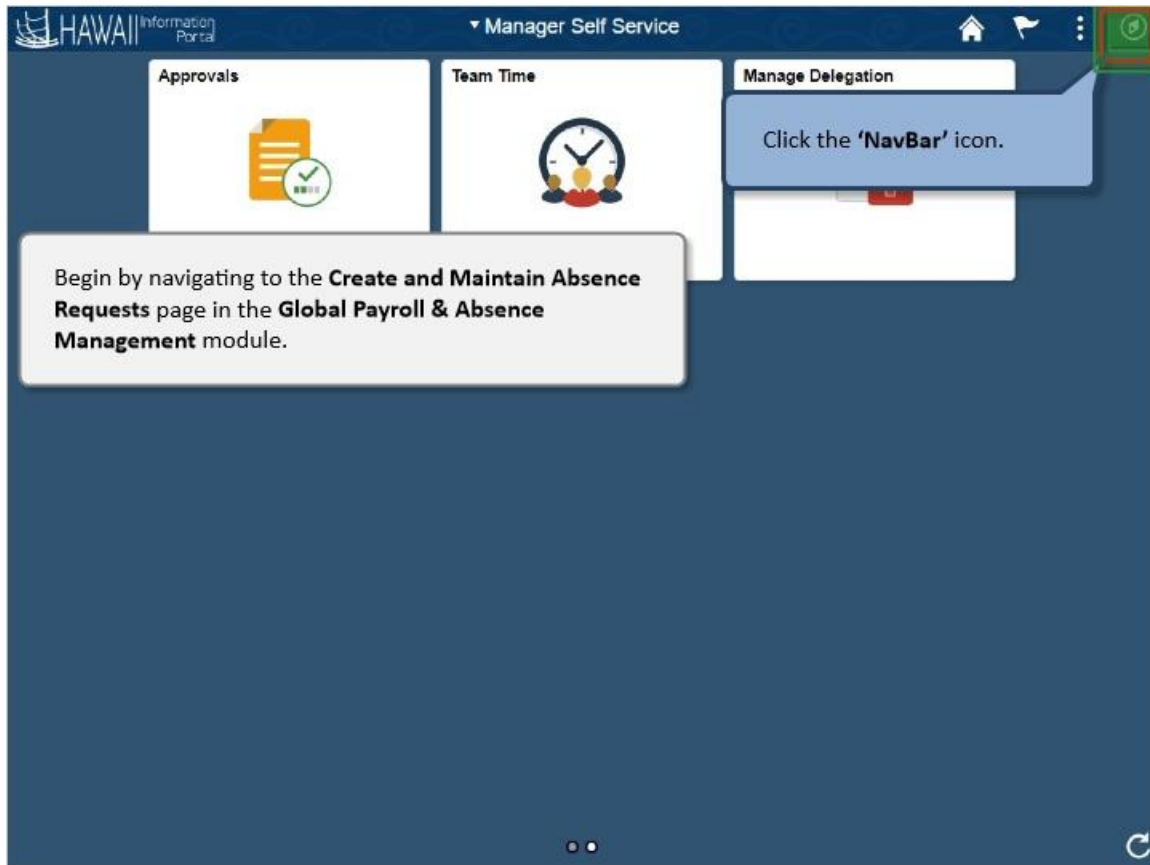 HAWAII Information
Portal
Manager Self Service
Approvals
Team Time
Manage Delegation
Click the ‘NavBar’ icon.
Begin by navigating to the Create and Maintain Absence
Requests page in the Global Payroll & Absence
Management module.